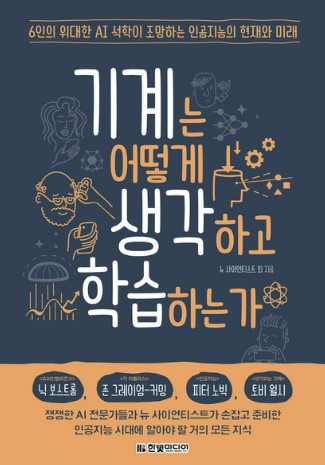 6인의 위대한 AI 석학이 조망하는 인공지능의 현재와 미래
기계는
어떻게
생각하고
학습하는가
뉴 사이언티스트 외 지음
닉 보스트롬, 존 그레이엄-커밍, 피터 노빅, 토비 월시
쟁쟁한 AI 전문가들과 뉴 사이언티스트가 손잡고 준비한
인공지능 시대에 알아야 할 거의 모든 지식
한빛미디어